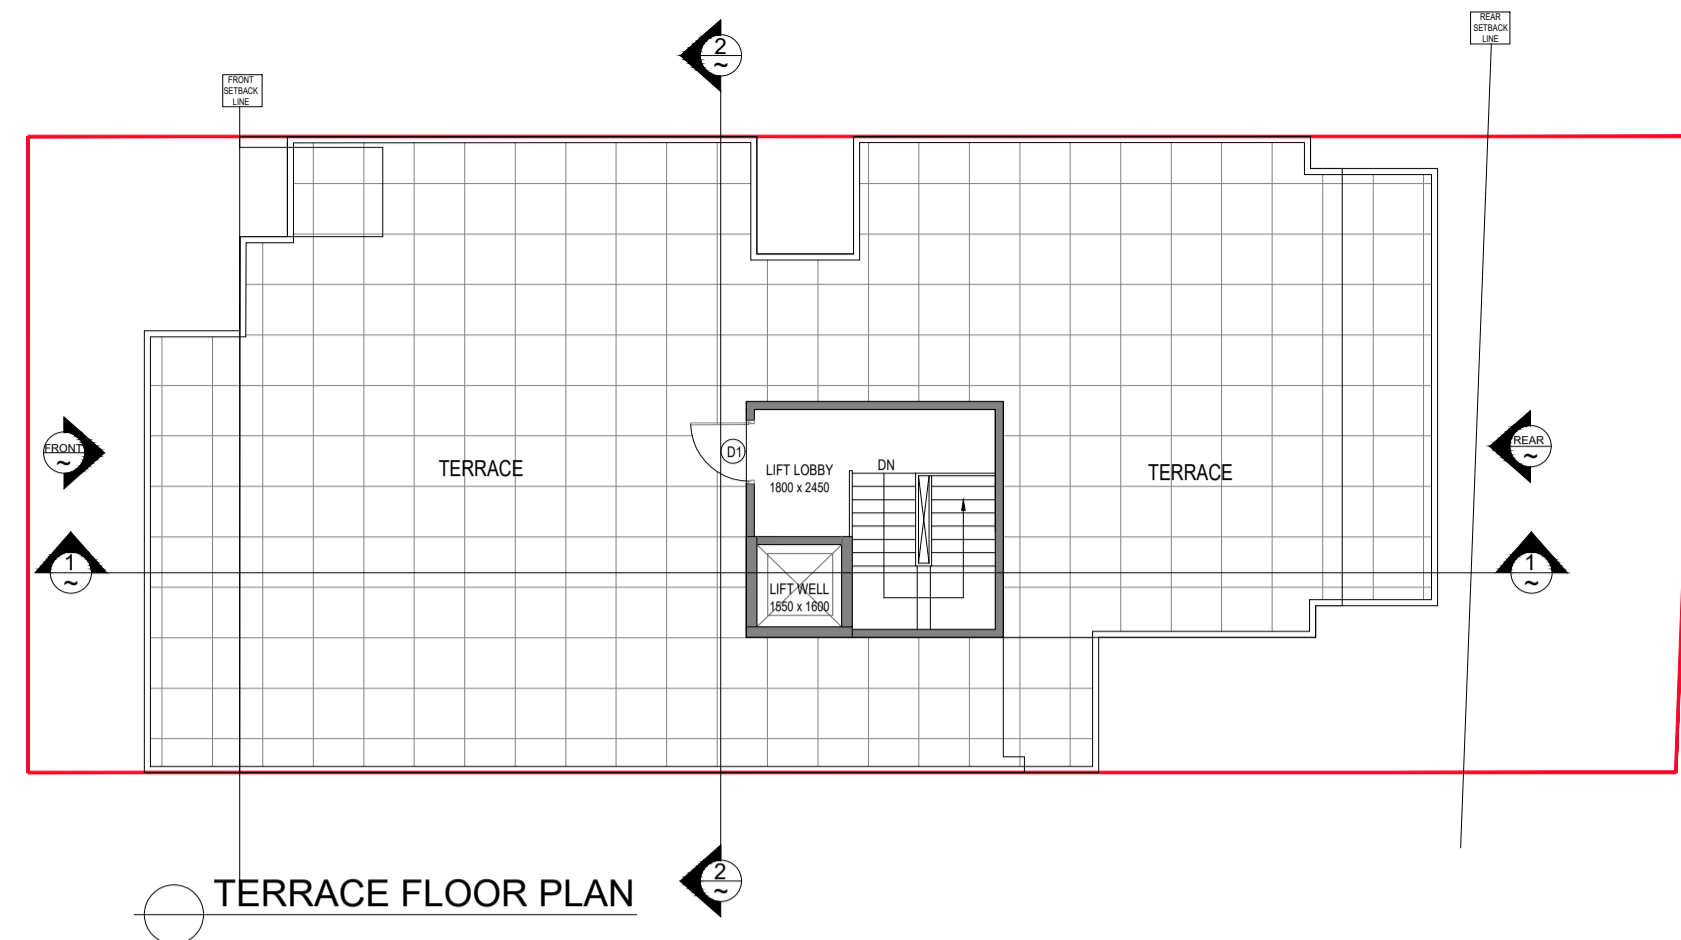 REAR
SETBACK
LINE
2
~
FRONT
SETBACK
LINE
FRONT
~
D1
TERRACE
LIFT LOBBY
1800 x 2450
DN
TERRACE
REAR
~
1
~
LIFT WELL
1550 x 1600
1
~
TERRACE FLOOR PLAN
2
~